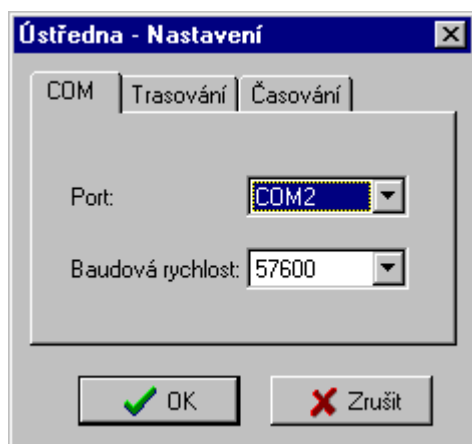 Ústředna - Nastavení
COM Trasování Časování
Port: COM2
Baudová rychlost: 57600
OK Zrušit